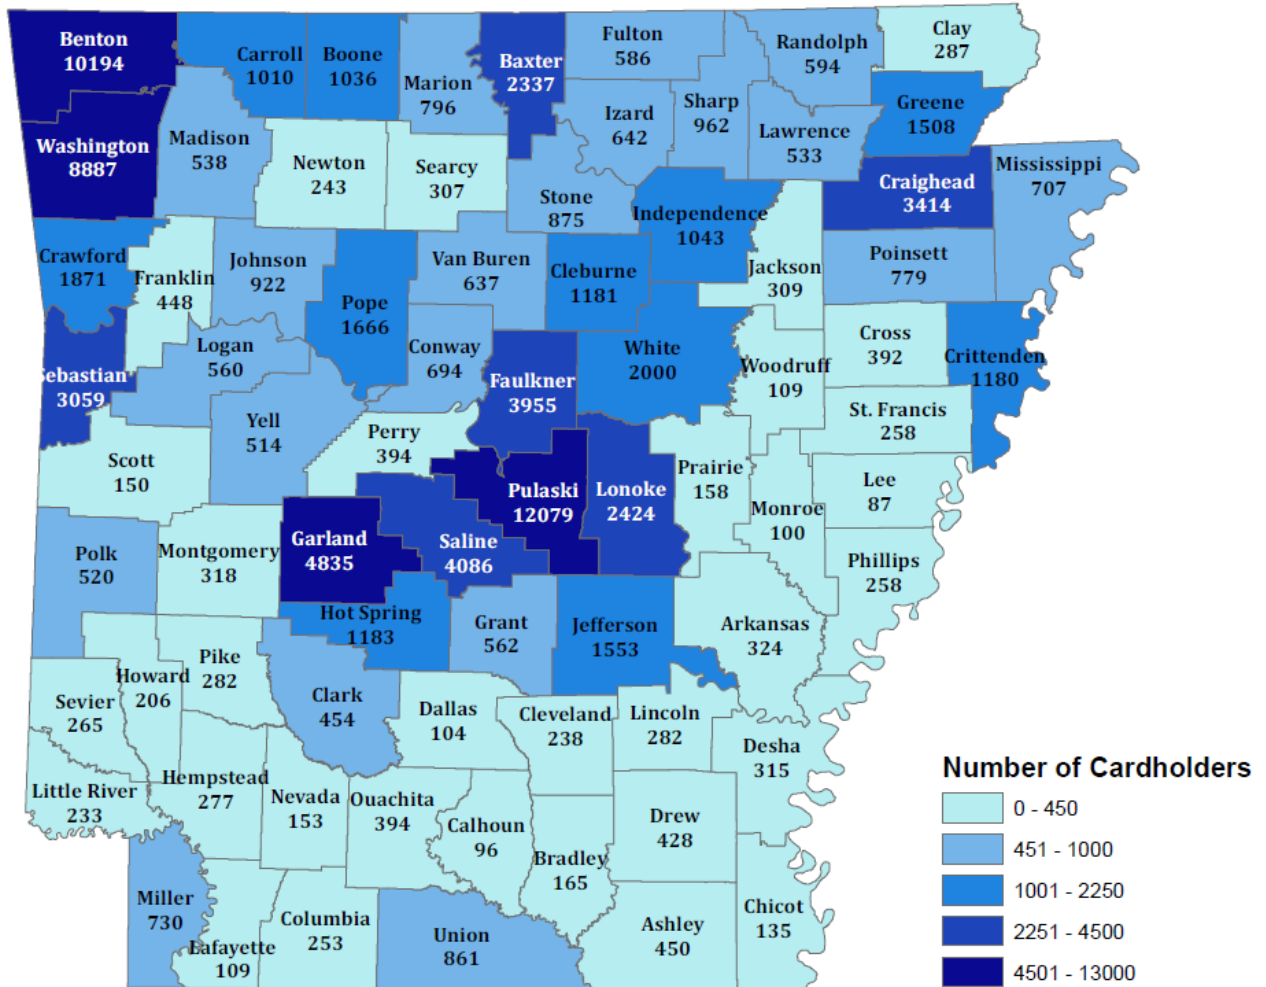 Benton
10194
Carroll
1010
Boone
1036
Marion
796
Baxter
2337
Fulton
586
Randolph
594
Clay
287
Izard
642
Sharp
962
Greene
1508
Lawrence
533
Washington
8887
Madison
538
Newton
243
Searcy
307
Stone
875
Independence
1043
Craighead
3414
Mississippi
707
Crawford
1871
Franklin
448
Johnson
922
Pope
1666
Van Buren
637
Cleburne
1181
Jackson
309
Poinsett
779
Sebastian
3059
Logan
560
Conway
694
Faulkner
3955
White
2000
Woodruff
109
Cross
392
Crittenden
1180
Scott
150
Yell
514
Perry
394
Pulaski
12079
Lonoke
2424
Prairie
158
St. Francis
258
Monroe
100
Lee
87
Phillips
258
Polk
520
Montgomery
318
Garland
4835
Saline
4086
Hot Spring
1183
Grant
562
Jefferson
1553
Arkansas
324
Sevier
265
Howard
206
Pike
282
Clark
454
Dallas
104
Cleveland
238
Lincoln
282
Desha
315
Little River
233
Hempstead
277
Nevada
153
Ouachita
394
Calhoun
96
Bradley
165
Drew
428
Miller
730
Lafayette
109
Columbia
253
Union
861
Ashley
450
Chicot
135
Number of Cardholders
0 - 450
451 - 1000
1001 - 2250
2251 - 4500
4501 - 13000